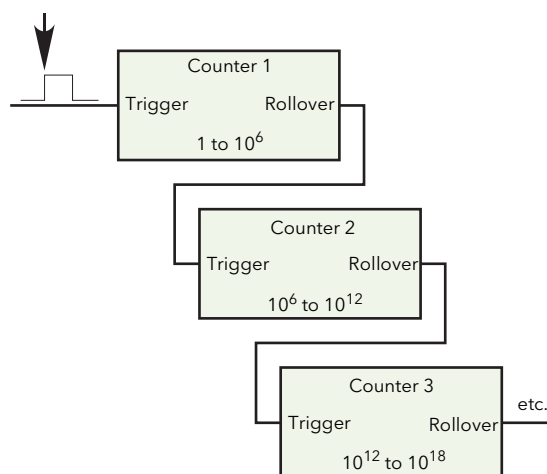 Counter 1
Trigger Rollover
1 to 10⁶
Counter 2
Trigger Rollover
10⁶ to 10¹²
Counter 3
Trigger Rollover
etc.
10¹² to 10¹⁸